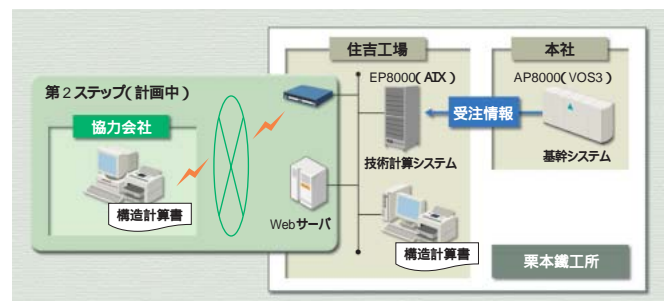 住吉工場
本社
EP8000(AIX)
AP8000(VOS3)
第2ステップ(計画中)
協力会社
受注情報
技術計算システム
基幹システム
構造計算書
Webサーバ
構造計算書
栗本鐵工所